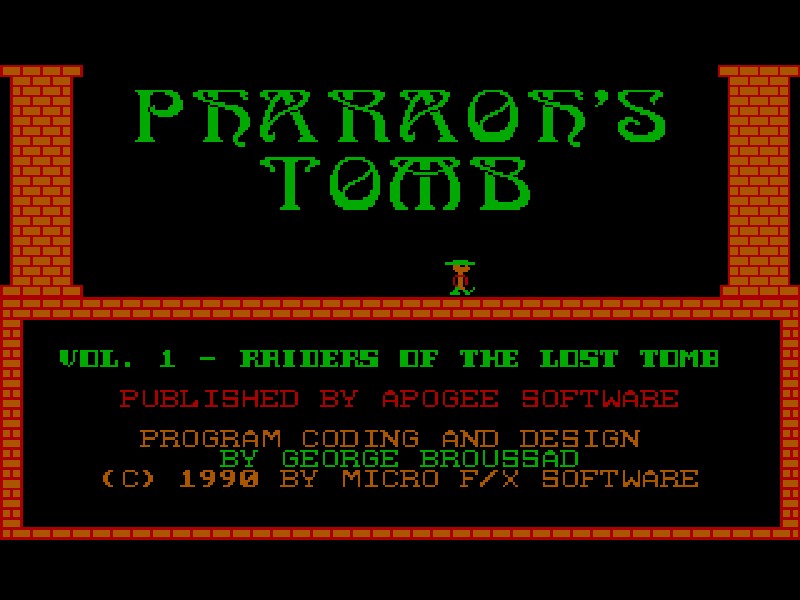 PHARAOH'S
TOMB
VOL. 1 - RAIDERS OF THE LOST TOMB
PUBLISHED BY APOGEE SOFTWARE
PROGRAM CODING AND DESIGN
BY GEORGE BROUSSAD
(C) 1990 BY MICRO F/X SOFTWARE